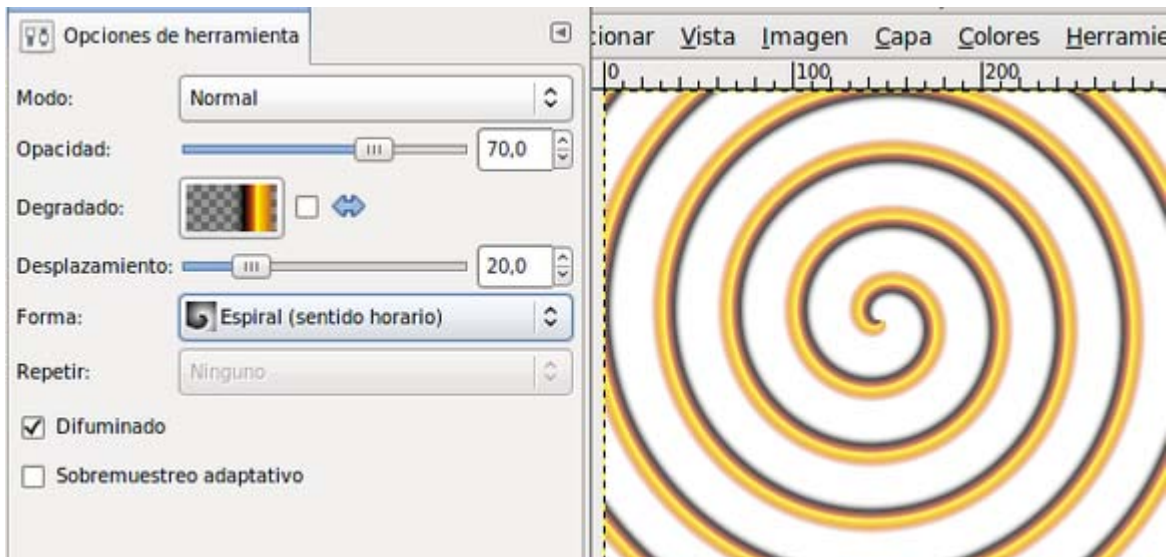 Opciones de herramienta
Modo: Normal
Opacidad: 70,0
Degradado:
Desplazamiento: 20,0
Forma: Espiral (sentido horario)
Repetir: Ninguno
Difuminado
Sobremuestreo adaptativo
cionar Vista Imagen Capa Colores Herramie
0 100 200